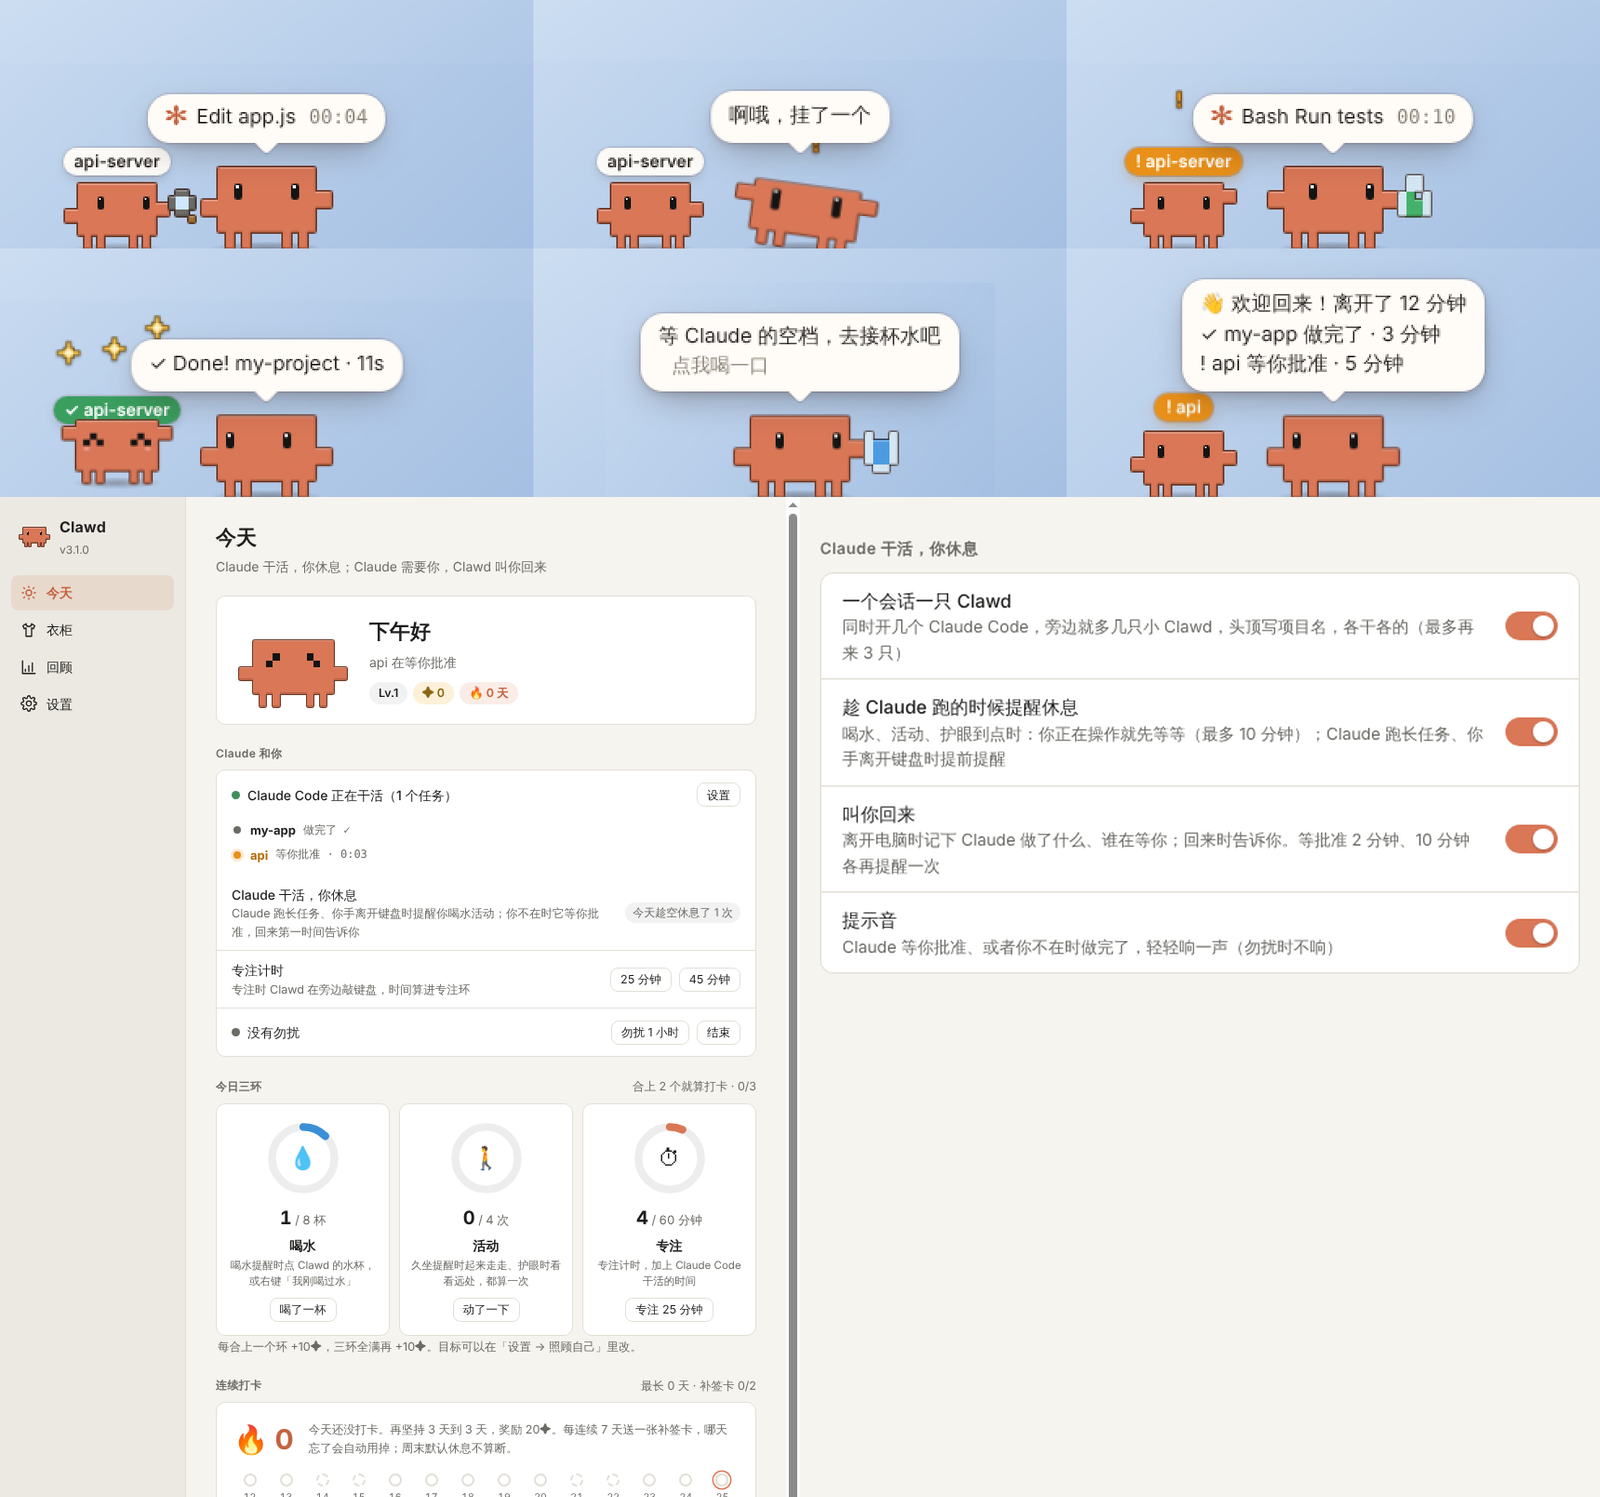 Edit app.js 00:04
api-server
啊哦，挂了一个
api-server
Bash Run tests 00:10
! api-server
✓ Done! my-project · 11s
✓ api-server
等 Claude 的空档，去接杯水吧
点我喝一口
👋 欢迎回来！离开了 12 分钟
✓ my-app 做完了 · 3 分钟
! api 等你批准 · 5 分钟
! api
Clawd
v3.1.0
今天
衣柜
回顾
设置
今天
Claude 干活，你休息；Claude 需要你，Clawd 叫你回来
下午好
api 在等你批准
Lv.1 ✦ 0 🔥 0 天
Claude 和你
Claude Code 正在干活（1 个任务） 设置
my-app 做完了 ✓
api 等你批准 · 0:03
Claude 干活，你休息
Claude 跑长任务、你手离开键盘时提醒你喝水活动；你不在时它等你批
准，回来第一时间告诉你
今天趁空休息了 1 次
专注计时
专注时 Clawd 在旁边敲键盘，时间算进专注环
25 分钟 45 分钟
没有勿扰 勿扰 1 小时 结束
今日三环 合上 2 个就算打卡 · 0/3
1 / 8 杯
喝水
喝水提醒时点 Clawd 的水杯，
或右键「我刚喝过水」
喝了一杯
0 / 4 次
活动
久坐提醒时起来走走、护眼时看
看远处，都算一次
动了一下
4 / 60 分钟
专注
专注计时，加上 Claude Code
干活的时间
专注 25 分钟
每合上一个环 +10✦，三环全满再 +10✦。目标可以在「设置 → 照顾自己」里改。
连续打卡 最长 0 天 · 补签卡 0/2
🔥 0
今天还没打卡。再坚持 3 天到 3 天，奖励 20✦。每连续 7 天送一张补签卡，哪天
忘了会自动用掉；周末默认休息不算断。
12 13 14 15 16 17 18 19 20 21 22 23 24 25
Claude 干活，你休息
一个会话一只 Clawd
同时开几个 Claude Code，旁边就多几只小 Clawd，头顶写项目名，各干各的（最多再
来 3 只）
趁 Claude 跑的时候提醒休息
喝水、活动、护眼到点时：你正在操作就先等等（最多 10 分钟）；Claude 跑长任务、你
手离开键盘时提前提醒
叫你回来
离开电脑时记下 Claude 做了什么、谁在等你；回来时告诉你。等批准 2 分钟、10 分钟
各再提醒一次
提示音
Claude 等你批准、或者你不在时做完了，轻轻响一声（勿扰时不响）